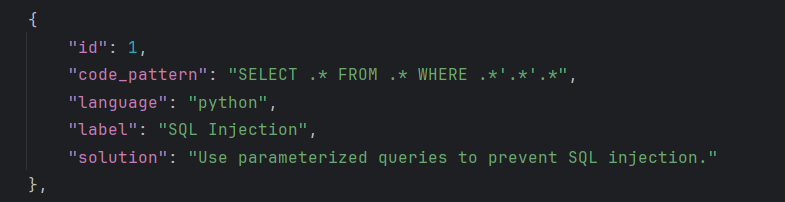 {
"id": 1,
"code_pattern": "SELECT .* FROM .* WHERE .*'.*'.*",
"language": "python",
"label": "SQL Injection",
"solution": "Use parameterized queries to prevent SQL injection."
},